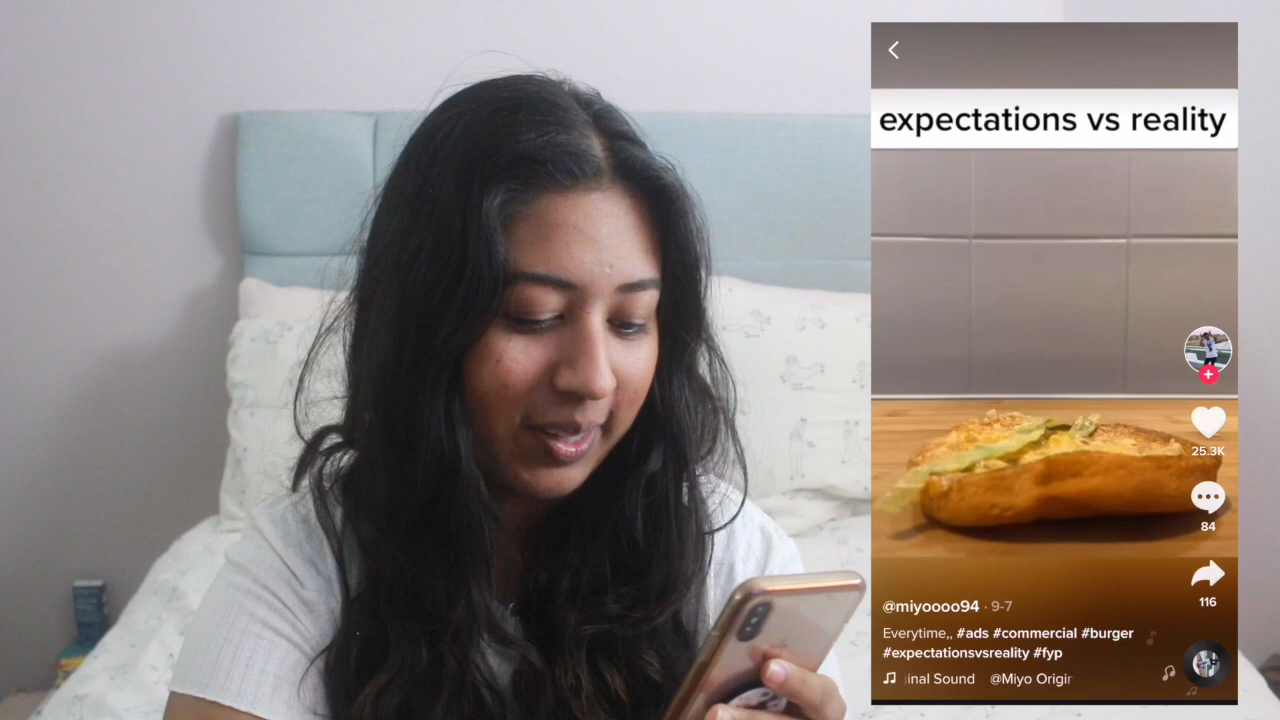 expectations vs reality
25.3K
84
116
@miyoooo94 · 9-7
Everytime,, #ads #commercial #burger
#expectationsvsreality #fyp
inal Sound @Miyo Origir